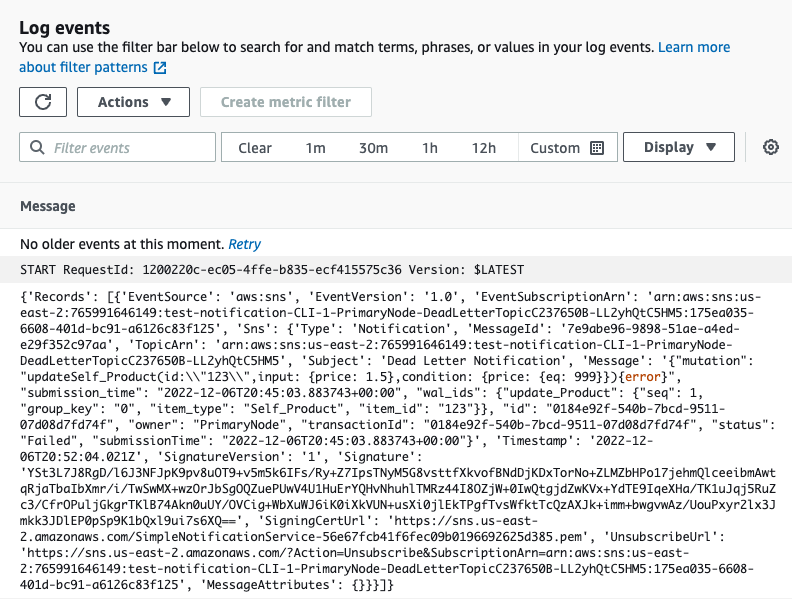 Log events
You can use the filter bar below to search for and match terms, phrases, or values in your log events. Learn more
about filter patterns
Actions
Create metric filter
Filter events
Clear 1m 30m 1h 12h Custom Display
Message
No older events at this moment. Retry
START RequestId: 1200220c-ec05-4ffe-b835-ecf415575c36 Version: $LATEST
{'Records': [{'EventSource': 'aws:sns', 'EventVersion': '1.0', 'EventSubscriptionArn': 'arn:aws:sns:us-
east-2:765991646149:test-notification-CLI-1-PrimaryNode-DeadLetterTopicC237650B-LLZyhQtC5HM5:175ea035-
6608-401d-bc91-a6126c83f125', 'Sns': {'Type': 'Notification', 'MessageId': '7e9abe96-9898-51ae-a4ed-
e29f352c97aa', 'TopicArn': 'arn:aws:sns:us-east-2:765991646149:test-notification-CLI-1-PrimaryNode-
DeadLetterTopicC237650B-LLZyhQtC5HM5', 'Subject': 'Dead Letter Notification', 'Message': '{"mutation":
"updateSelf_Product(id:\\"123\\",input: {price: 1.5},condition: {price: {eq: 999}}){error}",
"submission_time": "2022-12-06T20:45:03.883743+00:00", "wal_ids": {"update_Product": {"seq": 1,
"group_key": "0", "item_type": "Self_Product", "item_id": "123"}}, "id": "0184e92f-540b-7bcd-9511-
07d08d7fd74f", "owner": "PrimaryNode", "transactionId": "0184e92f-540b-7bcd-9511-07d08d7fd74f", "status":
"Failed", "submissionTime": "2022-12-06T20:45:03.883743+00:00"}', 'Timestamp': '2022-12-
06T20:52:04.021Z', 'SignatureVersion': '1', 'Signature':
'YSt3L7J8RgD/l6J3NFJpK9pv8uOT9+v5m5k6IFs/Ry+Z7IpsTNyM5G8vsttfXkvofBNdDjKDxTorNo+ZLMZbHPo17jehmQlceeibmAwt
qRjaTbaIbXmr/i/TwSwMX+wzOrJbSgOQZuePUwV4U1HuErYQHvNhuhlTMRz44I8OZjW+0IwQtgjdZwKVx+YdTE9IqeXHa/TK1uJqj5RuZ
c3/CfrOPuljGkgrTKlB74Akn0uUY/OVCig+WbXuWJ6iK0iXkVUN+usXi0jlEkTPgfTvsWfktTcQzAXJk+imm+bwgvwAz/UouPxyr2lx3J
mkk3JDlEP0pSp9K1bQxl9ui7s6XQ==', 'SigningCertUrl': 'https://sns.us-east-
2.amazonaws.com/SimpleNotificationService-56e67fcb41f6fec09b0196692625d385.pem', 'UnsubscribeUrl':
'https://sns.us-east-2.amazonaws.com/?Action=Unsubscribe&SubscriptionArn=arn:aws:sns:us-east-
2:765991646149:test-notification-CLI-1-PrimaryNode-DeadLetterTopicC237650B-LLZyhQtC5HM5:175ea035-6608-
401d-bc91-a6126c83f125', 'MessageAttributes': {}}}]}